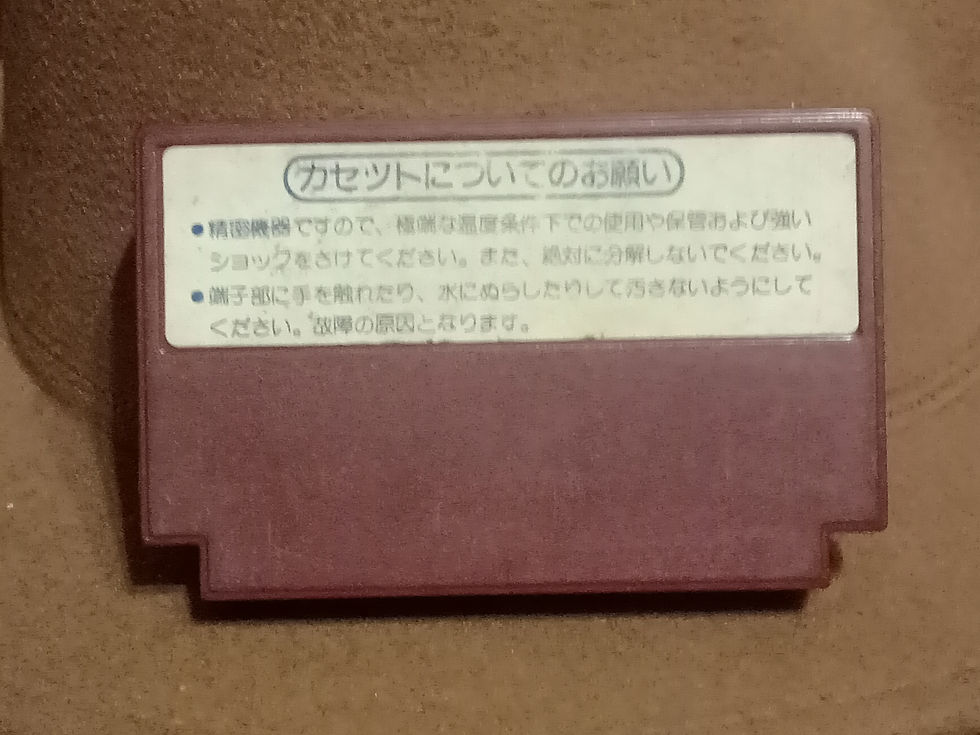 カセットについてのお願い
●精密機器ですので、極端な温度条件下での使用や保管および強い
ショックをさけてください。また、絶対に分解しないでください。
●端子部に手を触れたり、水にぬらしたりして汚さないようにして
ください。故障の原因となります。